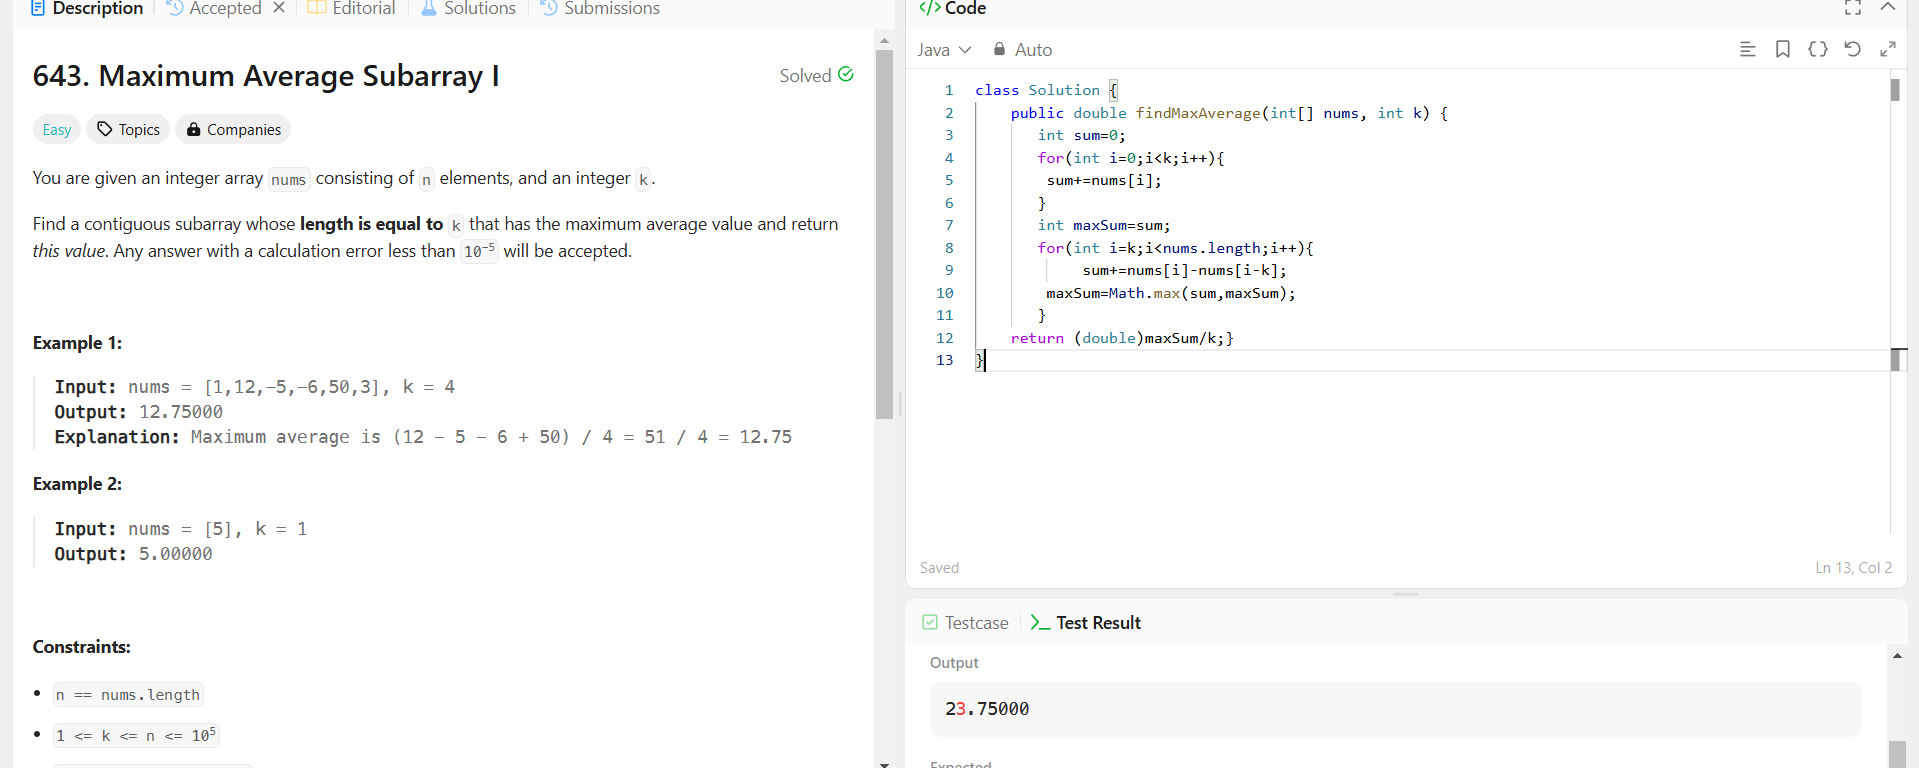 Description
Accepted
Editorial
Solutions
Submissions
643. Maximum Average Subarray I
Solved
Easy
Topics
Companies
You are given an integer array nums consisting of n elements, and an integer k.
Find a contiguous subarray whose length is equal to k that has the maximum average value and return
this value. Any answer with a calculation error less than 10⁻⁵ will be accepted.
Example 1:
Input: nums = [1,12,-5,-6,50,3], k = 4
Output: 12.75000
Explanation: Maximum average is (12 - 5 - 6 + 50) / 4 = 51 / 4 = 12.75
Example 2:
Input: nums = [5], k = 1
Output: 5.00000
Constraints:
• n == nums.length
• 1 <= k <= n <= 10⁵
</> Code
Java
Auto
1 class Solution {
2 public double findMaxAverage(int[] nums, int k) {
3 int sum=0;
4 for(int i=0;i<k;i++){
5 sum+=nums[i];
6 }
7 int maxSum=sum;
8 for(int i=k;i<nums.length;i++){
9 sum+=nums[i]-nums[i-k];
10 maxSum=Math.max(sum,maxSum);
11 }
12 return (double)maxSum/k;}
13 }
Saved
Ln 13, Col 2
Testcase
>_ Test Result
Output
23.75000
Expected